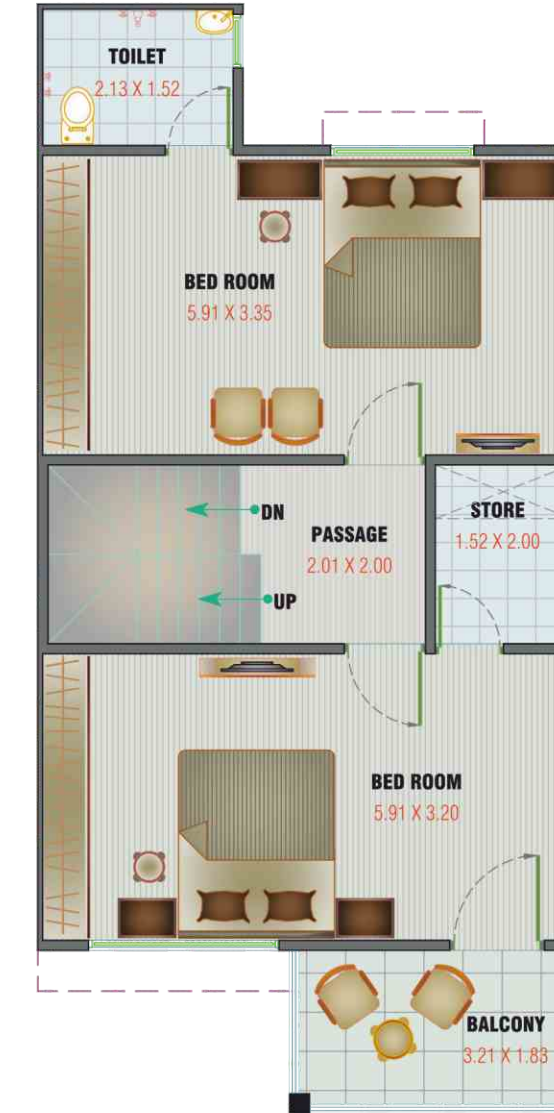 TOILET
2.13 X 1.52
BED ROOM
5.91 X 3.35
DN
PASSAGE
2.01 X 2.00
STORE
1.52 X 2.00
UP
BED ROOM
5.91 X 3.20
BALCONY
3.21 X 1.83